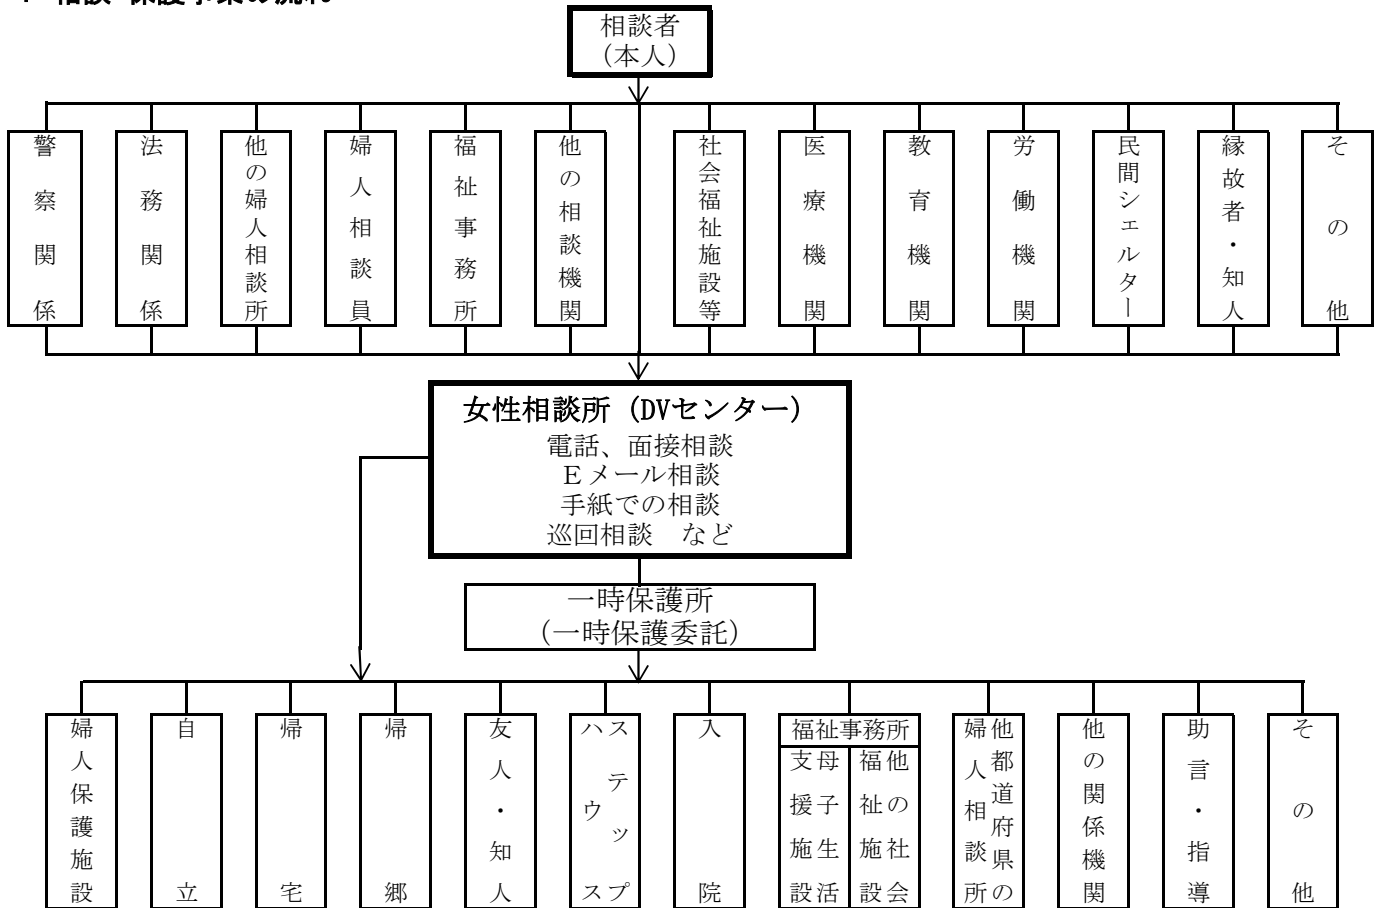 相談者
(本人)
警察関係
法務関係
他の婦人相談所
婦人相談員
福祉事務所
他の相談機関
社会福祉施設等
医療機関
教育機関
労働機関
民間シェルター
縁故者・知人
その他
女性相談所 (DVセンター)
電話、面接相談
Eメール相談
手紙での相談
巡回相談　など
一時保護所
(一時保護委託)
婦人保護施設
自立
帰宅
帰郷
友人・知人
ステップ
ハウス
入院
福祉事務所
母子生活
支援施設
他の社会
福祉施設
他都道府県の
婦人相談所
他の関係機関
助言・指導
その他